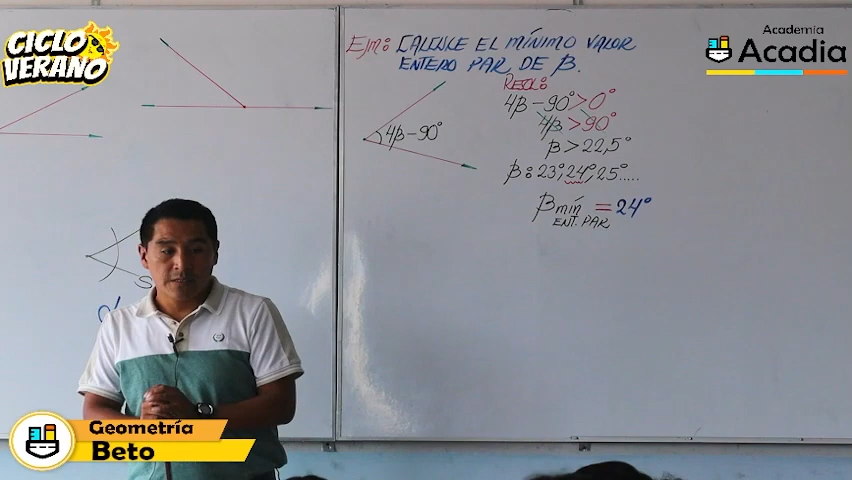 CICLO
VERANO
Academia
Acadia
Ejm: CALCULE EL MÍNIMO VALOR
ENTERO PAR DE β.
RESOL:
4β-90°
4β-90°>0°
4β>90°
β>22,5°
β: 23°, 24°, 25°.....
β mín = 24°
ENT. PAR
S
Geometría
Beto